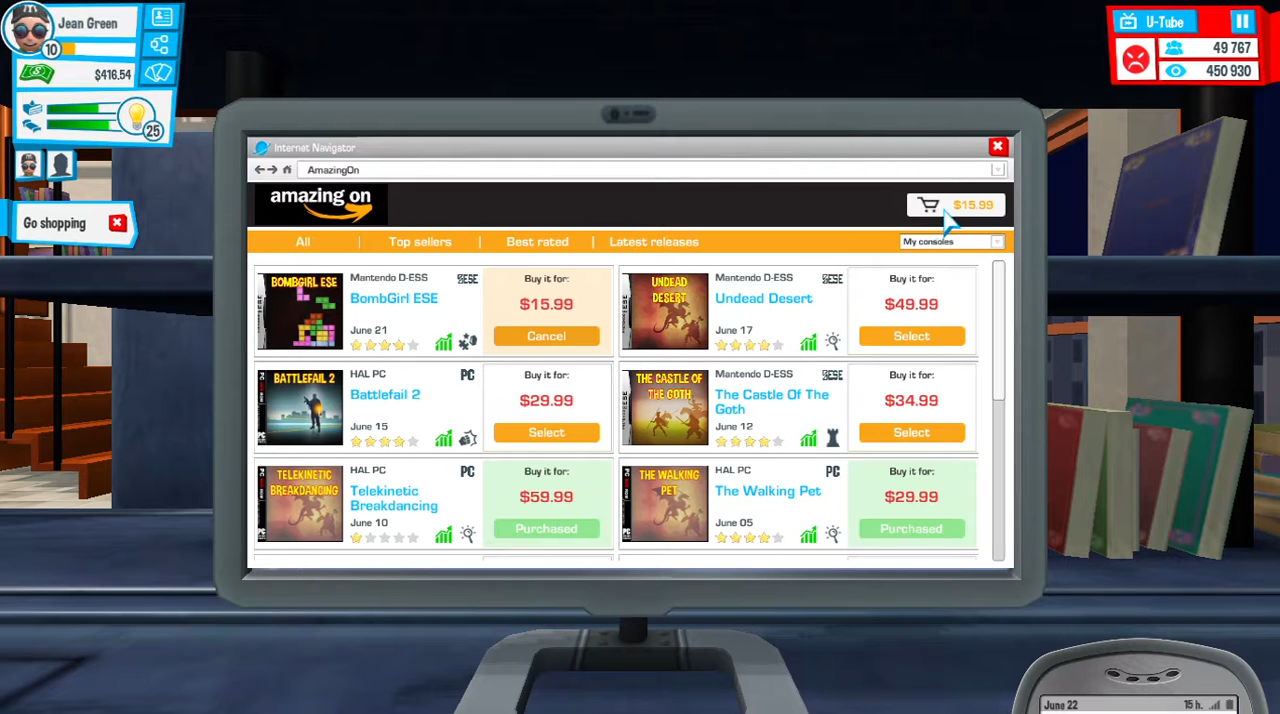 Jean Green
10
$416.54
25
Go shopping
U-Tube
49 767
450 930
Internet Navigator
AmazingOn
amazing on
$15.99
All | Top sellers | Best rated | Latest releases
My consoles
BOMBGIRL ESE
Mantendo D-ESS
BombGirl ESE
June 21
Buy it for:
$15.99
Cancel
UNDEAD
DESERT
Mantendo D-ESS
Undead Desert
June 17
Buy it for:
$49.99
Select
BATTLEFAIL 2
HAL PC
PC
Battlefail 2
June 15
Buy it for:
$29.99
Select
THE CASTLE OF
THE GOTH
Mantendo D-ESS
The Castle Of The
Goth
June 12
Buy it for:
$34.99
Select
TELEKINETIC
BREAKDANCING
HAL PC
PC
Telekinetic
Breakdancing
June 10
Buy it for:
$59.99
Purchased
THE WALKING
PET
HAL PC
PC
The Walking Pet
June 05
Buy it for:
$29.99
Purchased
June 22
15 h.